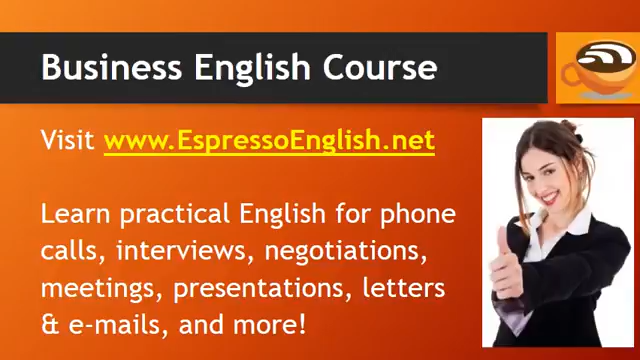 Business English Course
Visit www.EspressoEnglish.net
Learn practical English for phone
calls, interviews, negotiations,
meetings, presentations, letters
& e-mails, and more!